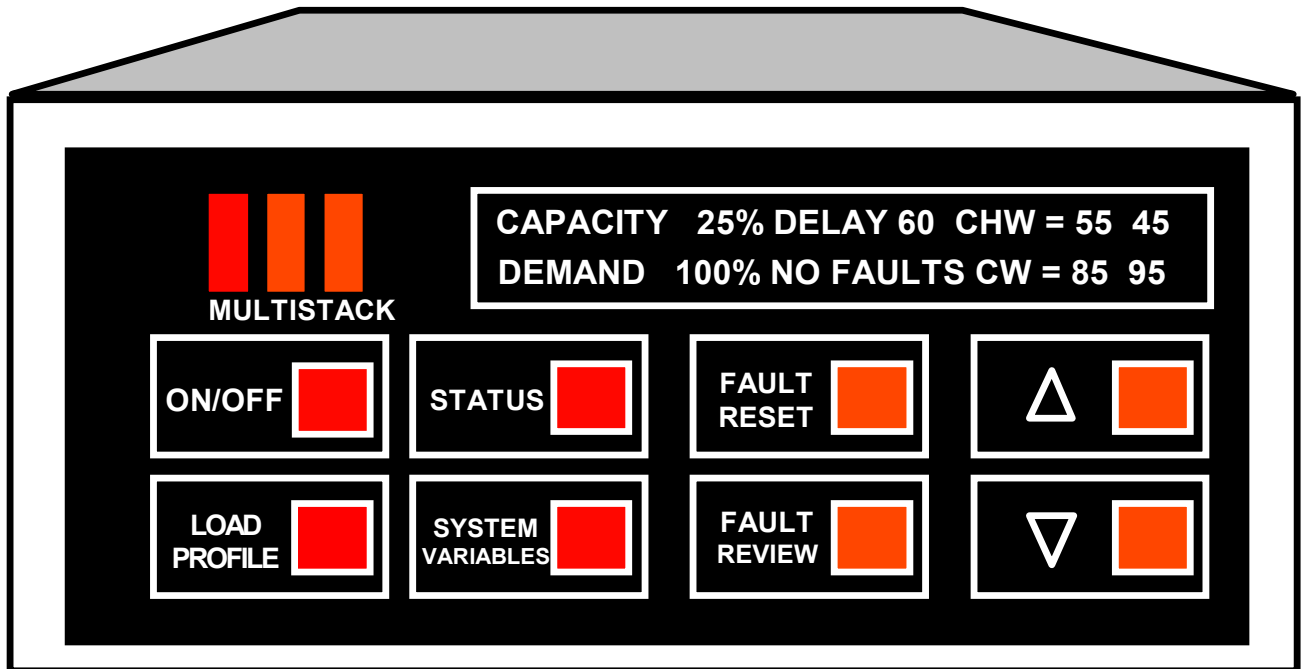 CAPACITY 25% DELAY 60 CHW = 55 45
DEMAND 100% NO FAULTS CW = 85 95
MULTISTACK
ON/OFF
STATUS
FAULT
RESET
LOAD
PROFILE
SYSTEM
VARIABLES
FAULT
REVIEW